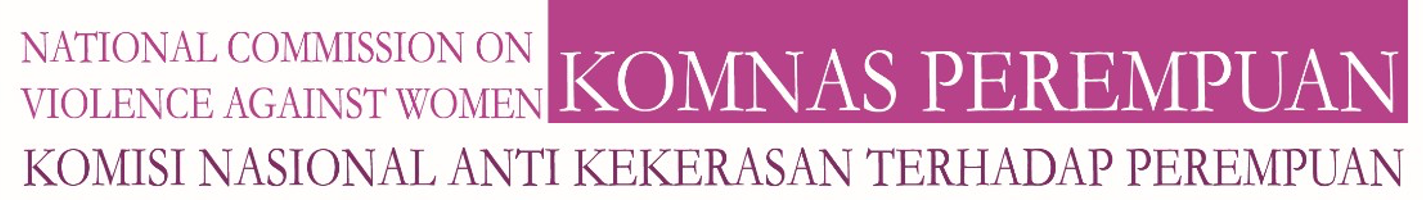 NATIONAL COMMISSION ON
VIOLENCE AGAINST WOMEN
KOMNAS PEREMPUAN
KOMISI NASIONAL ANTI KEKERASAN TERHADAP PEREMPUAN